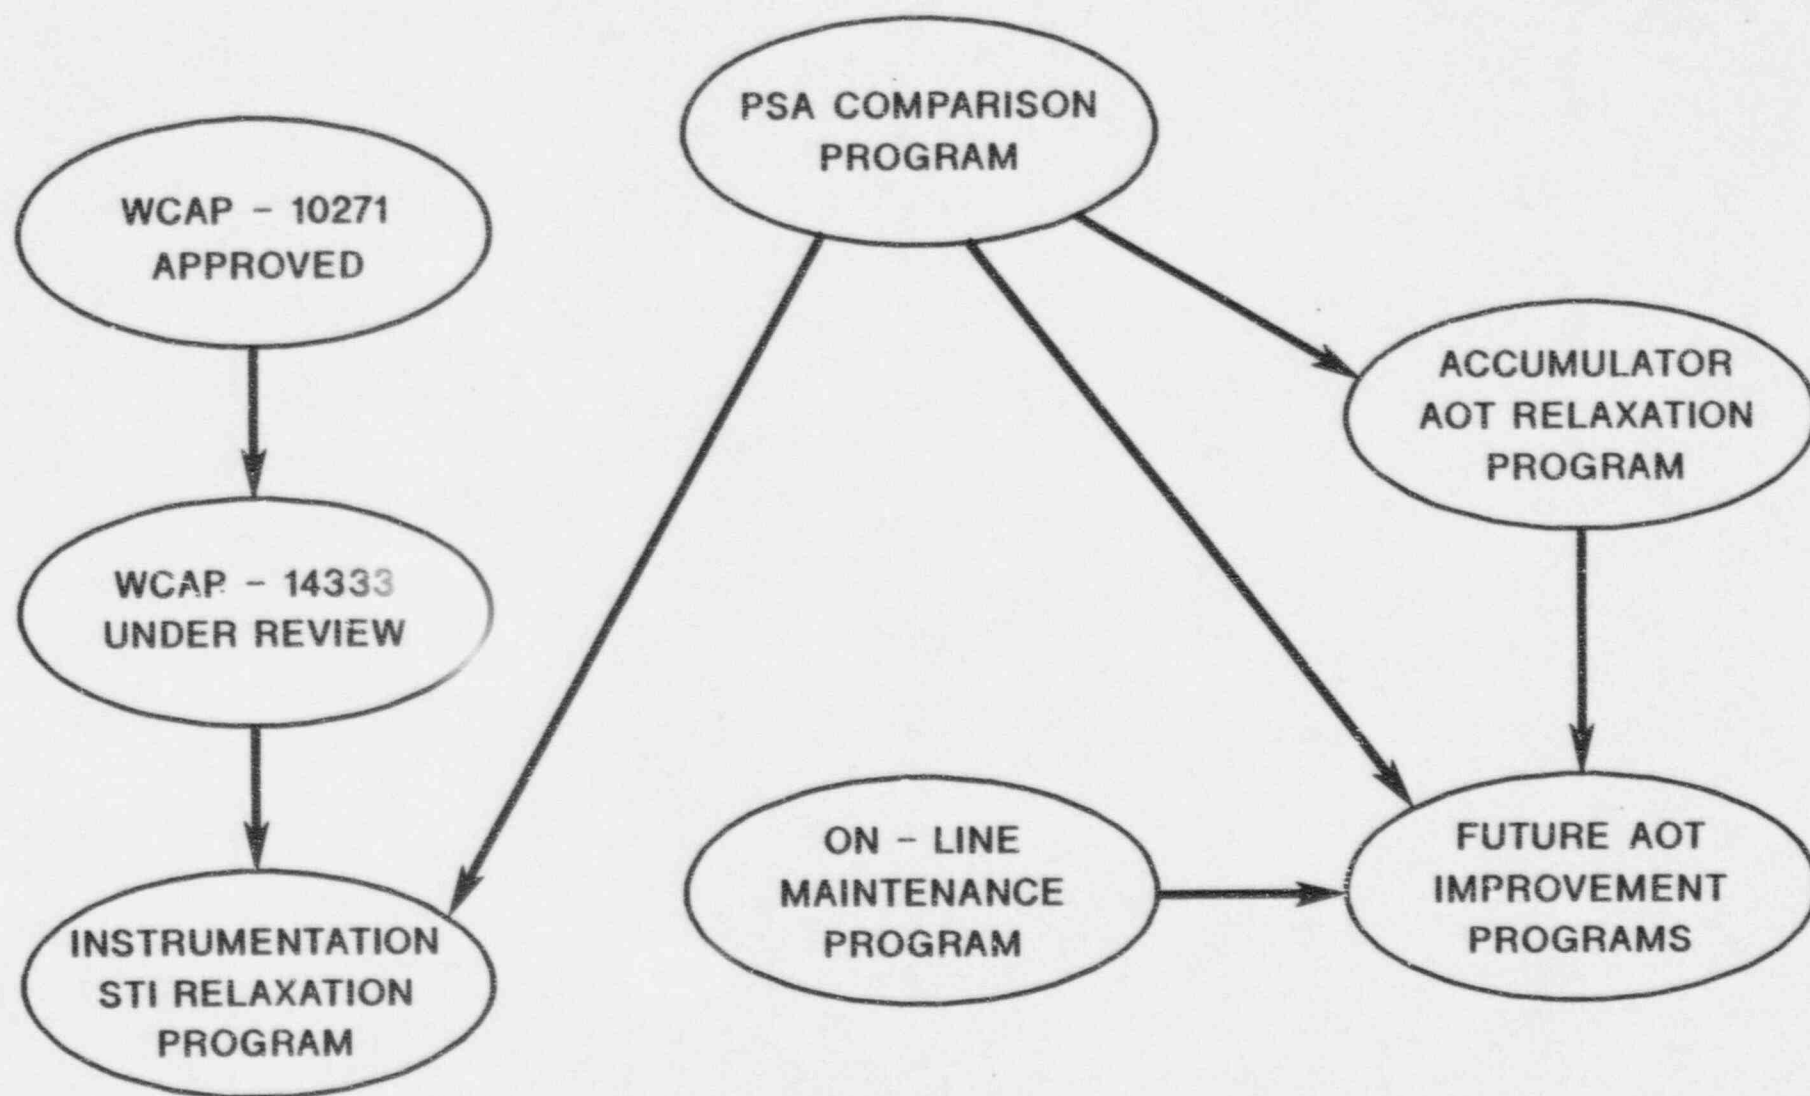 PSA COMPARISON
PROGRAM
WCAP - 10271
APPROVED
ACCUMULATOR
AOT RELAXATION
PROGRAM
WCAP - 14333
UNDER REVIEW
ON - LINE
MAINTENANCE
PROGRAM
FUTURE AOT
IMPROVEMENT
PROGRAMS
INSTRUMENTATION
STI RELAXATION
PROGRAM